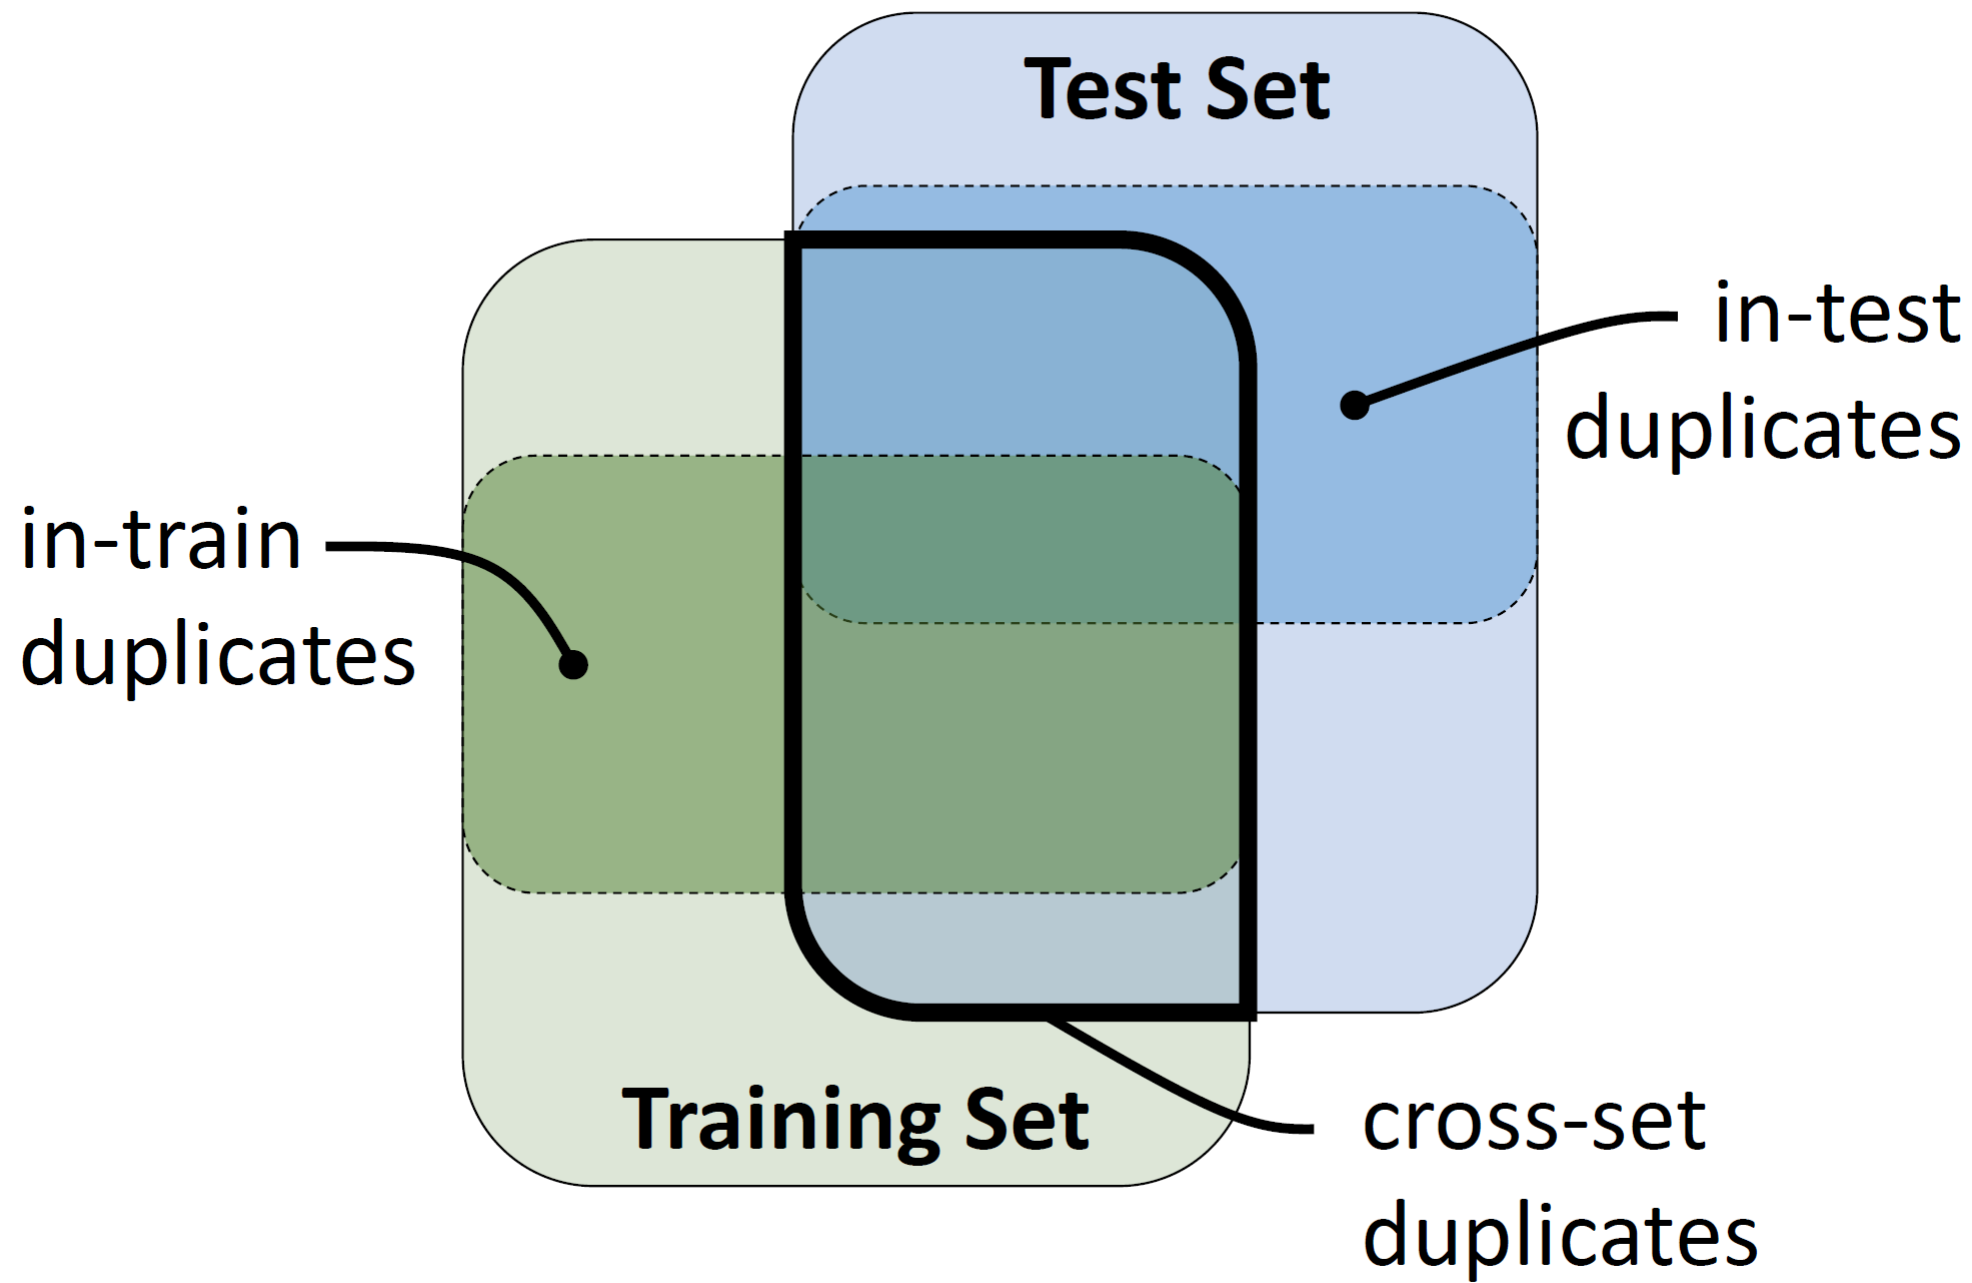 Test Set
in-test
duplicates
in-train
duplicates
Training Set
cross-set
duplicates